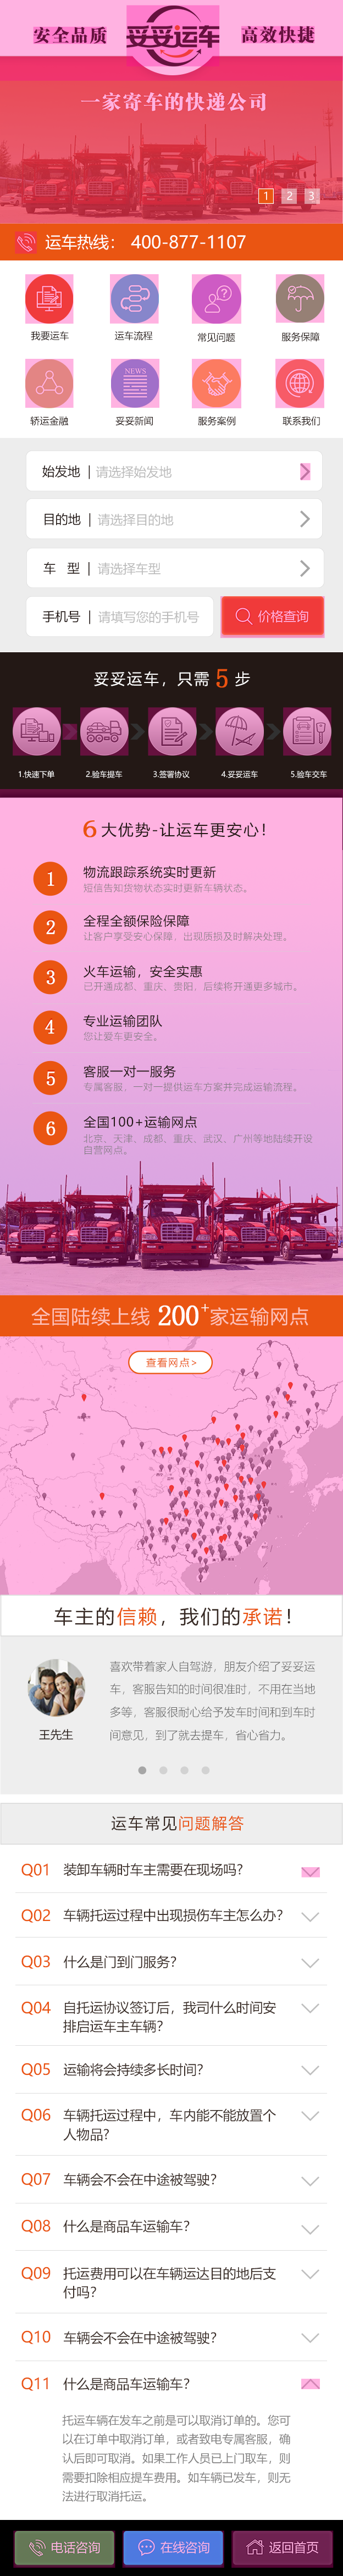 安全品质
妥妥运车
高效快捷
一家寄车的快递公司
1 2 3
运车热线： 400-877-1107
我要运车 运车流程 常见问题 服务保障
NEWS
轿运金融 妥妥新闻 服务案例 联系我们
始发地 | 请选择始发地
目的地 | 请选择目的地
车 型 | 请选择车型
手机号 | 请填写您的手机号
价格查询
妥妥运车，只需 5 步
1.快速下单 2.验车提车 3.签署协议 4.妥妥运车 5.验车交车
6大优势-让运车更安心！
1 物流跟踪系统实时更新
短信告知货物状态实时更新车辆状态。
2 全程全额保险保障
让客户享受安心保障，出现质损及时解决处理。
3 火车运输，安全实惠
已开通成都、重庆、贵阳、后续将开通更多城市。
4 专业运输团队
您让爱车更安全。
5 客服一对一服务
专属客服，一对一提供运车方案并完成运输流程。
6 全国100+运输网点
北京、天津、成都、重庆、武汉、广州等地陆续开设
自营网点。
全国陆续上线 200+家运输网点
查看网点>
车主的信赖，我们的承诺！
喜欢带着家人自驾游，朋友介绍了妥妥运
车，客服告知的时间很准时，不用在当地
多等，客服很耐心给予发车时间和到车时
间意见，到了就去提车，省心省力。
王先生
运车常见问题解答
Q01 装卸车辆时车主需要在现场吗？
Q02 车辆托运过程中出现损伤车主怎么办？
Q03 什么是门到门服务？
Q04 自托运协议签订后，我司什么时间安
排启运车主车辆？
Q05 运输将会持续多长时间？
Q06 车辆托运过程中，车内能不能放置个
人物品？
Q07 车辆会不会在中途被驾驶？
Q08 什么是商品车运输车？
Q09 托运费用可以在车辆运达目的地后支
付吗？
Q10 车辆会不会在中途被驾驶？
Q11 什么是商品车运输车？
托运车辆在发车之前是可以取消订单的。您可
以在订单中取消订单，或者致电专属客服，确
认后即可取消。如果工作人员已上门取车，则
需要扣除相应提车费用。如车辆已发车，则无
法进行取消托运。
电话咨询 在线咨询 返回首页